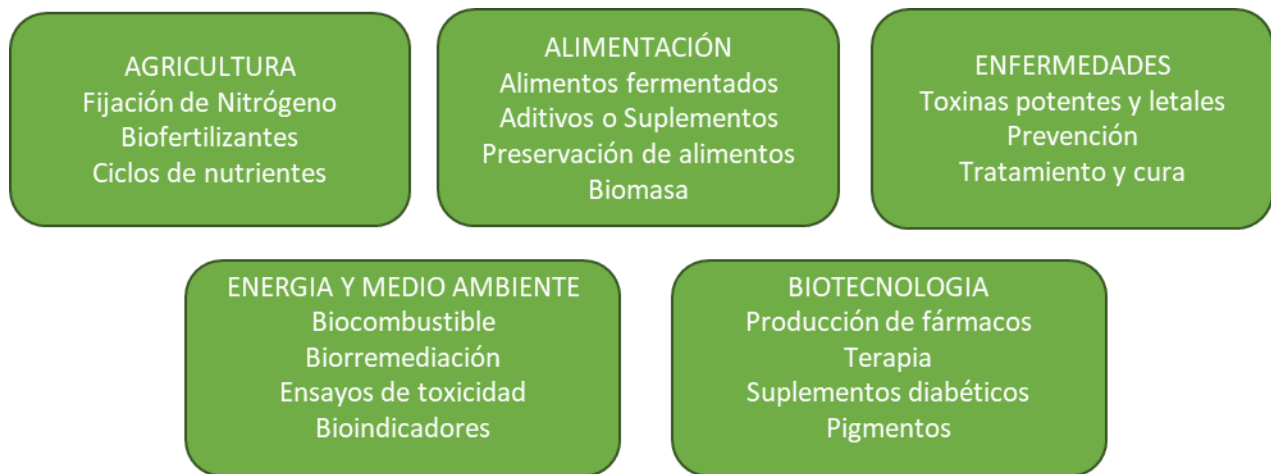 AGRICULTURA
Fijación de Nitrógeno
Biofertilizantes
Ciclos de nutrientes
ALIMENTACIÓN
Alimentos fermentados
Aditivos o Suplementos
Preservación de alimentos
Biomasa
ENFERMEDADES
Toxinas potentes y letales
Prevención
Tratamiento y cura
ENERGIA Y MEDIO AMBIENTE
Biocombustible
Biorremediación
Ensayos de toxicidad
Bioindicadores
BIOTECNOLOGIA
Producción de fármacos
Terapia
Suplementos diabéticos
Pigmentos